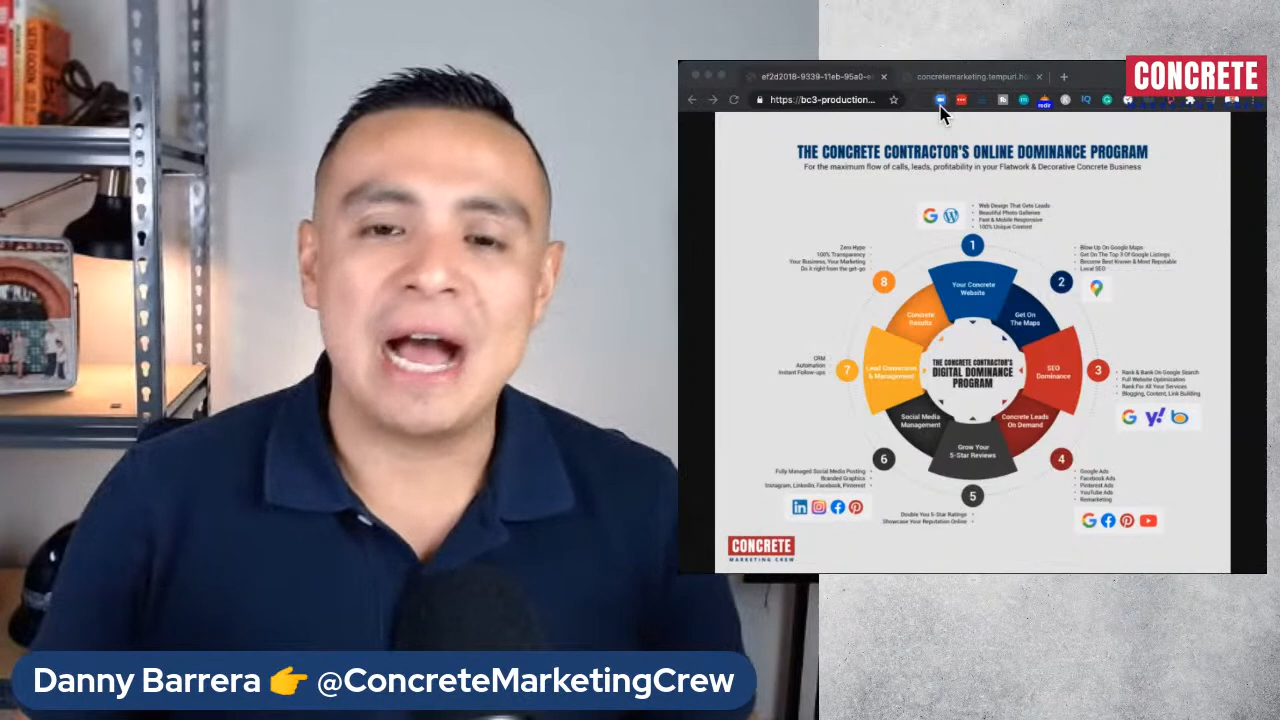 SETH GODIN
CONCRETE
ef2d2018-9339-11eb-95a0-e
concretemarketing.tempurl.ho
https://bc3-production...
redir
IQ
THE CONCRETE CONTRACTOR'S ONLINE DOMINANCE PROGRAM
For the maximum flow of calls, leads, profitability in your Flatwork & Decorative Concrete Business
Web Design That Gets Leads
Beautiful Photo Galleries
Fast & Mobile Responsive
100% Unique Content
1
Your Concrete
Website
Blow Up On Google Maps
Get On The Top 3 Of Google Listings
Become Best Known & Most Reputable
Local SEO
2
Get On
The Maps
3
SEO
Dominance
Rank & Bank On Google Search
Full Website Optimization
Rank For All Your Services
Blogging, Content, Link Building
4
Concrete Leads
On Demand
Google Ads
Facebook Ads
Pinterest Ads
YouTube Ads
Remarketing
Grow Your
5-Star Reviews
5
Double You 5-Star Ratings
Showcase Your Reputation Online
6
Social Media
Management
Fully Managed Social Media Posting
Branded Graphics
Instagram, LinkedIn, Facebook, Pinterest
7
Lead Conversion
& Management
CRM
Automation
Instant Follow-ups
8
Concrete
Results
Zero Hype
100% Transparency
Your Business, Your Marketing
Do it right from the get-go
THE CONCRETE CONTRACTOR'S
DIGITAL DOMINANCE
PROGRAM
CONCRETE
MARKETING CREW
Danny Barrera 👉 @ConcreteMarketingCrew